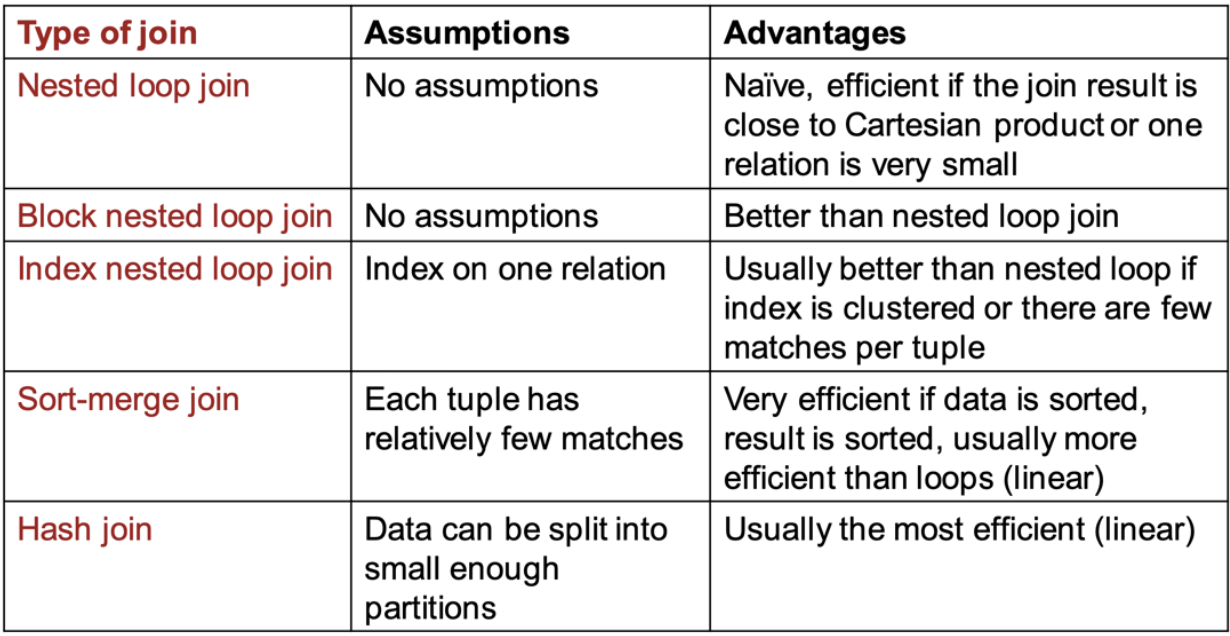 Type of join
Assumptions
Advantages
Nested loop join
No assumptions
Naïve, efficient if the join result is
close to Cartesian product or one
relation is very small
Block nested loop join
No assumptions
Better than nested loop join
Index nested loop join
Index on one relation
Usually better than nested loop if
index is clustered or there are few
matches per tuple
Sort-merge join
Each tuple has
relatively few matches
Very efficient if data is sorted,
result is sorted, usually more
efficient than loops (linear)
Hash join
Data can be split into
small enough
partitions
Usually the most efficient (linear)